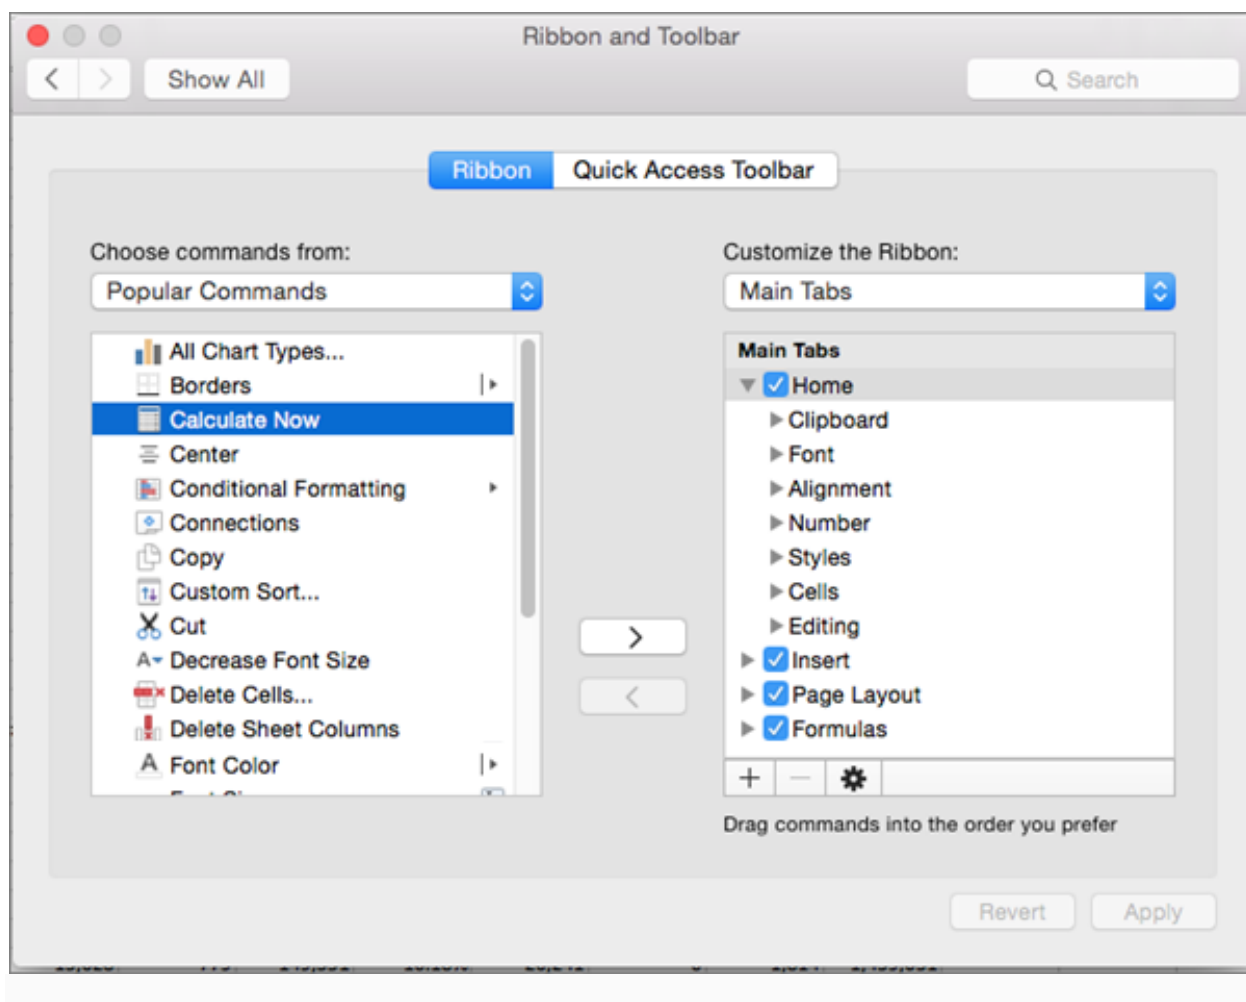 Ribbon and Toolbar
Show All
Search
Ribbon
Quick Access Toolbar
Choose commands from:
Popular Commands
All Chart Types...
Borders
Calculate Now
Center
Conditional Formatting
Connections
Copy
Custom Sort...
Cut
Decrease Font Size
Delete Cells...
Delete Sheet Columns
Font Color
Customize the Ribbon:
Main Tabs
Main Tabs
Home
Clipboard
Font
Alignment
Number
Styles
Cells
Editing
Insert
Page Layout
Formulas
Drag commands into the order you prefer
Revert
Apply